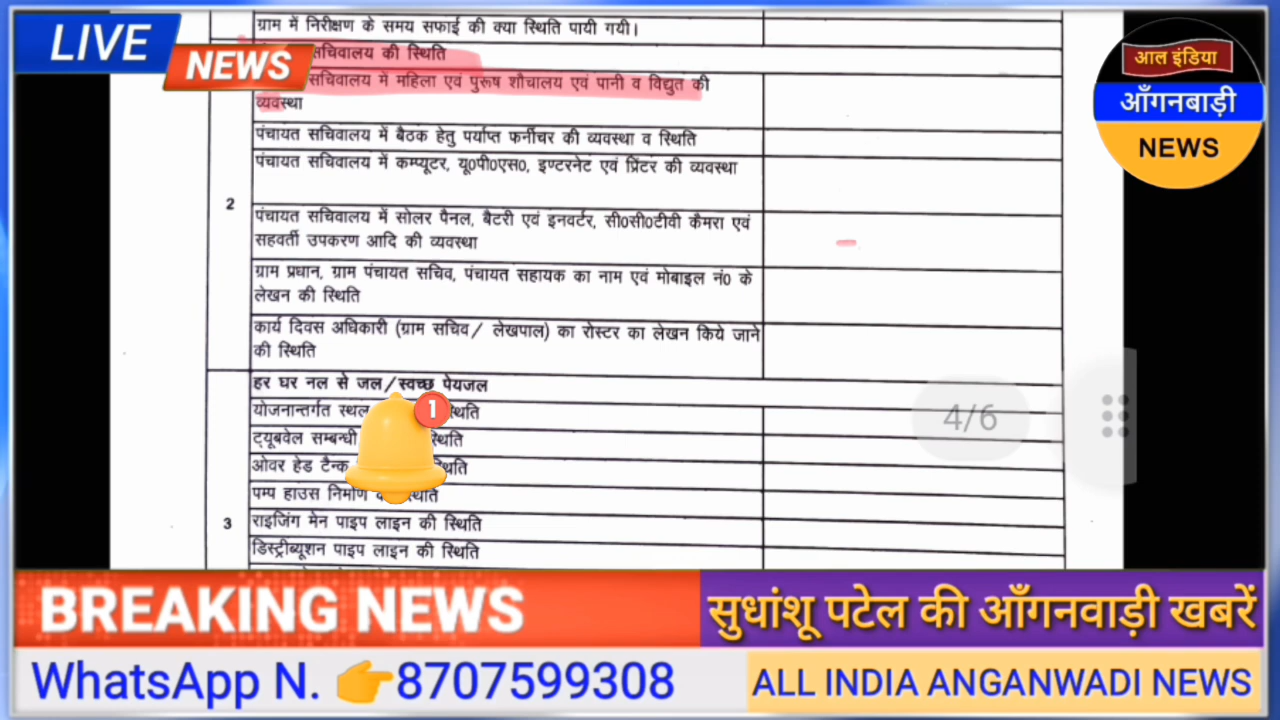 LIVE
NEWS
ग्राम में निरीक्षण के समय सफाई की क्या स्थिति पायी गयी।
सचिवालय की स्थिति
सचिवालय में महिला एवं पुरूष शौचालय एवं पानी व विद्युत की
व्यवस्था
पंचायत सचिवालय में बैठक हेतु पर्याप्त फर्नीचर की व्यवस्था व स्थिति
पंचायत सचिवालय में कम्प्यूटर, यू0पी0एस0, इण्टरनेट एवं प्रिंटर की व्यवस्था
2
पंचायत सचिवालय में सोलर पैनल, बैटरी एवं इनवर्टर, सी0सी0टीवी कैमरा एवं
सहवर्ती उपकरण आदि की व्यवस्था
ग्राम प्रधान, ग्राम पंचायत सचिव, पंचायत सहायक का नाम एवं मोबाइल नं0 के
लेखन की स्थिति
कार्य दिवस अधिकारी (ग्राम सचिव/ लेखपाल) का रोस्टर का लेखन किये जाने
की स्थिति
हर घर नल से जल/स्वच्छ पेयजल
योजनान्तर्गत स्थल
ट्यूबवेल सम्बन्धी
ओवर हेड टैन्क
पम्प हाउस निर्माण
3
राइजिंग मेन पाइप लाइन की स्थिति
डिस्ट्रीब्यूशन पाइप लाइन की स्थिति
1
4/6
आल इंडिया
आँगनबाड़ी
NEWS
BREAKING NEWS
सुधांशू पटेल की आँगनवाड़ी खबरें
WhatsApp N. 👉8707599308
ALL INDIA ANGANWADI NEWS